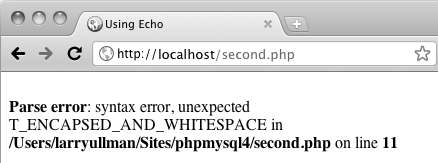 Using Echo
http://localhost/second.php
Parse error: syntax error, unexpected
T_ENCAPSED_AND_WHITESPACE in
/Users/larryullman/Sites/phpmysql4/second.php on line 11